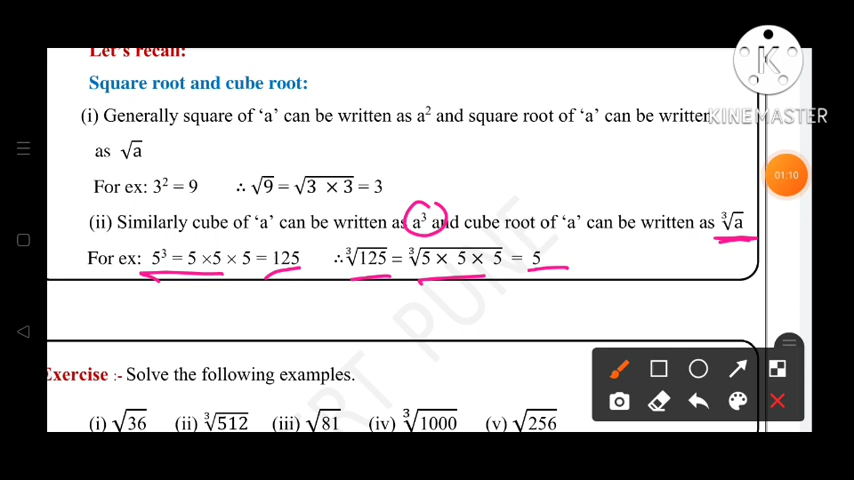 Let's recall:
Square root and cube root:
(i) Generally square of 'a' can be written as a² and square root of 'a' can be written
as √a
For ex: 3² = 9 ∴ √9 = √3 × 3 = 3
(ii) Similarly cube of 'a' can be written as a³ and cube root of 'a' can be written as ∛a
For ex: 5³ = 5 ×5 × 5 = 125 ∴ ∛125 = ∛5 × 5 × 5 = 5
Exercise :- Solve the following examples.
(i) √36 (ii) ∛512 (iii) √81 (iv) ∛1000 (v) √256
K
KINEMASTER
01:10